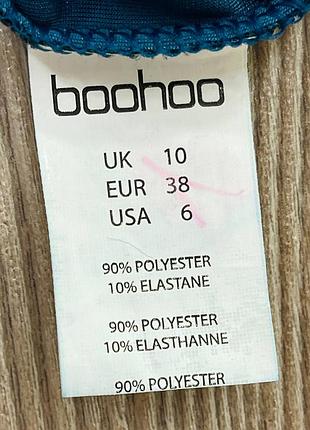 boohoo
UK 10
EUR 38
USA 6
90% POLYESTER
10% ELASTANE
90% POLYESTER
10% ELASTHANNE
90% POLYESTER